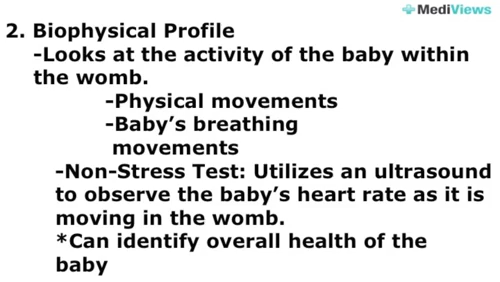 MediViews
2. Biophysical Profile
-Looks at the activity of the baby within
the womb.
-Physical movements
-Baby's breathing
movements
-Non-Stress Test: Utilizes an ultrasound
to observe the baby's heart rate as it is
moving in the womb.
*Can identify overall health of the
baby